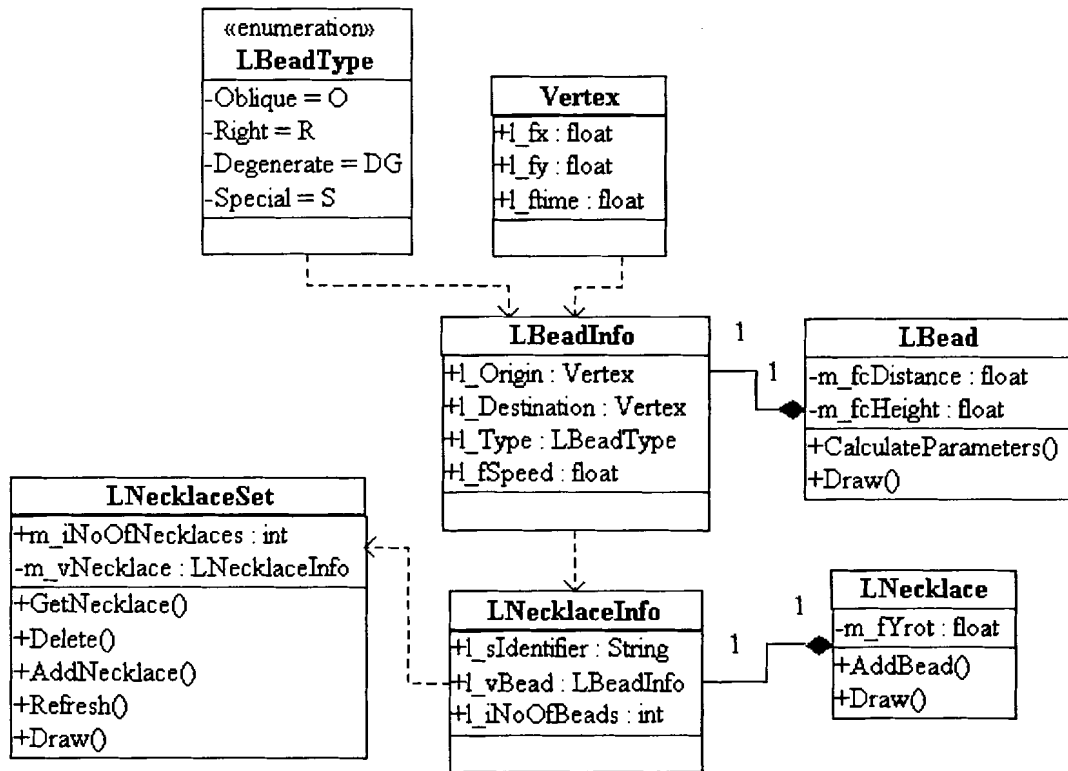 «enumeration»
LBeadType
-Oblique = O
-Right = R
-Degenerate = DG
-Special = S
Vertex
+l_fx : float
+l_fy : float
+l_ftime : float
LBeadInfo
+l_Origin : Vertex
+l_Destination : Vertex
+l_Type : LBeadType
+l_fSpeed : float
1
1
LBead
-m_fcDistance : float
-m_fcHeight : float
+CalculateParameters()
+Draw()
LNecklaceSet
+m_iNoOfNecklaces : int
-m_vNecklace : LNecklaceInfo
+GetNecklace()
+Delete()
+AddNecklace()
+Refresh()
+Draw()
LNecklaceInfo
+l_sIdentifier : String
+l_vBead : LBeadInfo
+l_iNoOfBeads : int
1
1
LNecklace
-m_fYrot : float
+AddBead()
+Draw()